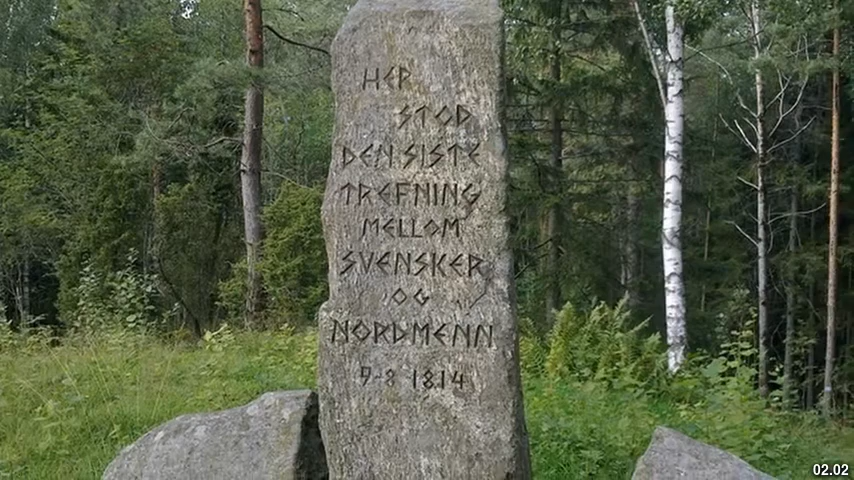 HER
STOD
DEN SISTE
TREFNING
MELLOM
SVENSKER
OG
NORDMENN
9-8 1814
02.02